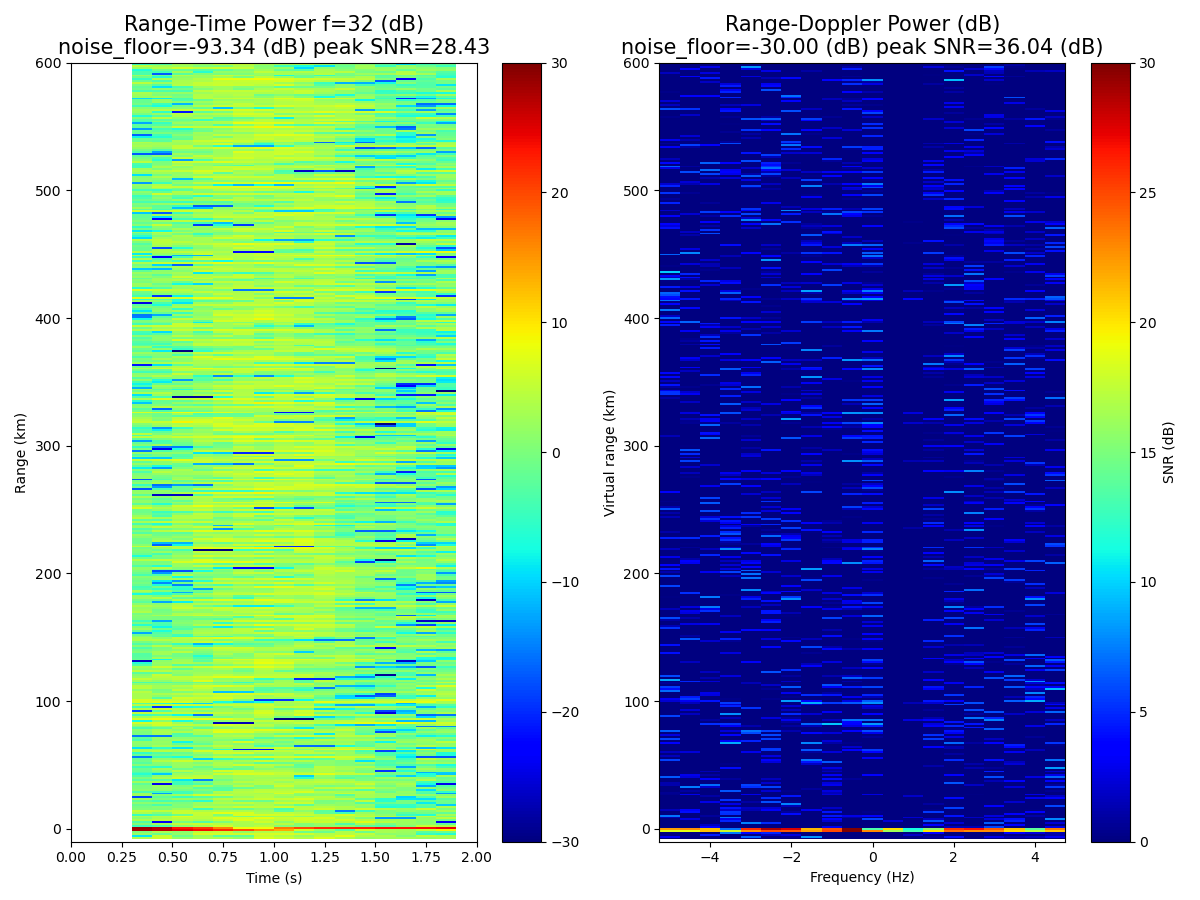 Range-Time Power f=32 (dB)
noise_floor=-93.34 (dB) peak SNR=28.43
Range-Doppler Power (dB)
noise_floor=-30.00 (dB) peak SNR=36.04 (dB)
600
500
400
300
200
100
0
Range (km)
0.00 0.25 0.50 0.75 1.00 1.25 1.50 1.75 2.00
Time (s)
30
20
10
0
−10
−20
−30
600
500
400
300
200
100
0
Virtual range (km)
−4 −2 0 2 4
Frequency (Hz)
30
25
20
15
10
5
0
SNR (dB)